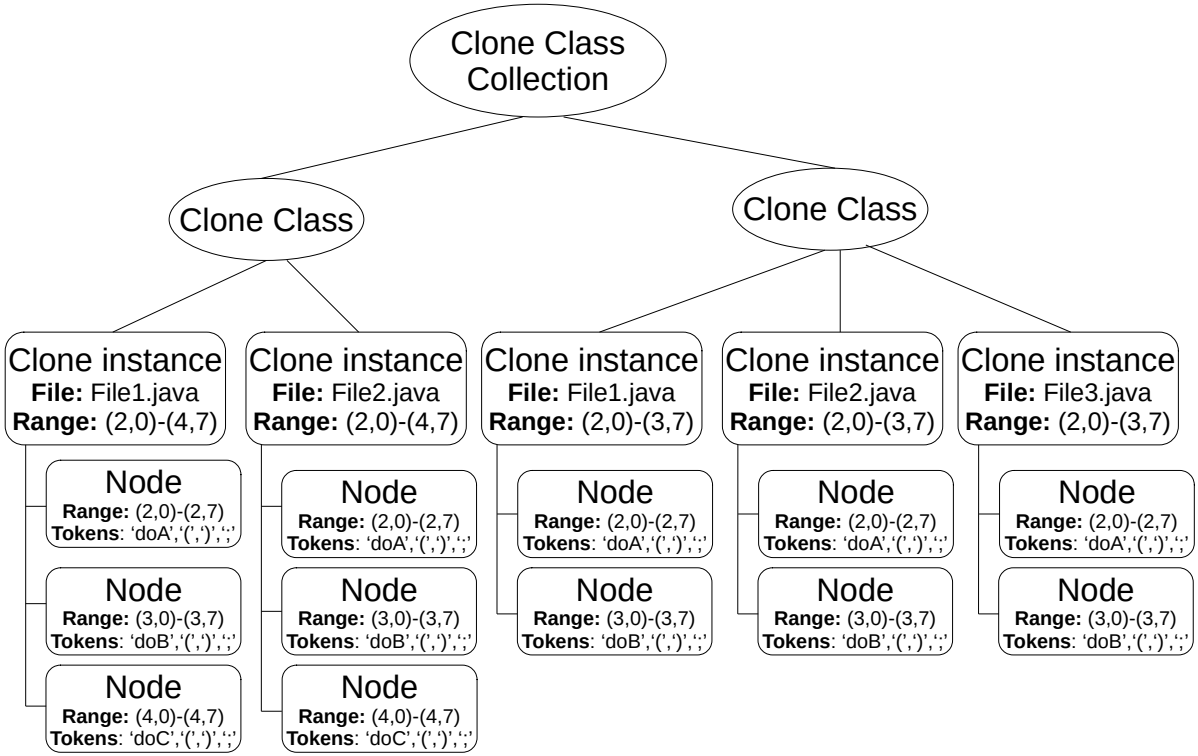 Clone Class
Collection
Clone Class
Clone Class
Clone instance
File: File1.java
Range: (2,0)-(4,7)
Clone instance
File: File2.java
Range: (2,0)-(4,7)
Clone instance
File: File1.java
Range: (2,0)-(3,7)
Clone instance
File: File2.java
Range: (2,0)-(3,7)
Clone instance
File: File3.java
Range: (2,0)-(3,7)
Node
Range: (2,0)-(2,7)
Tokens: ‘doA’,‘(’,‘)’,‘;’
Node
Range: (3,0)-(3,7)
Tokens: ‘doB’,‘(’,‘)’,‘;’
Node
Range: (4,0)-(4,7)
Tokens: ‘doC’,‘(’,‘)’,‘;’
Node
Range: (2,0)-(2,7)
Tokens: ‘doA’,‘(’,‘)’,‘;’
Node
Range: (3,0)-(3,7)
Tokens: ‘doB’,‘(’,‘)’,‘;’
Node
Range: (4,0)-(4,7)
Tokens: ‘doC’,‘(’,‘)’,‘;’
Node
Range: (2,0)-(2,7)
Tokens: ‘doA’,‘(’,‘)’,‘;’
Node
Range: (3,0)-(3,7)
Tokens: ‘doB’,‘(’,‘)’,‘;’
Node
Range: (2,0)-(2,7)
Tokens: ‘doA’,‘(’,‘)’,‘;’
Node
Range: (3,0)-(3,7)
Tokens: ‘doB’,‘(’,‘)’,‘;’
Node
Range: (2,0)-(2,7)
Tokens: ‘doA’,‘(’,‘)’,‘;’
Node
Range: (3,0)-(3,7)
Tokens: ‘doB’,‘(’,‘)’,‘;’